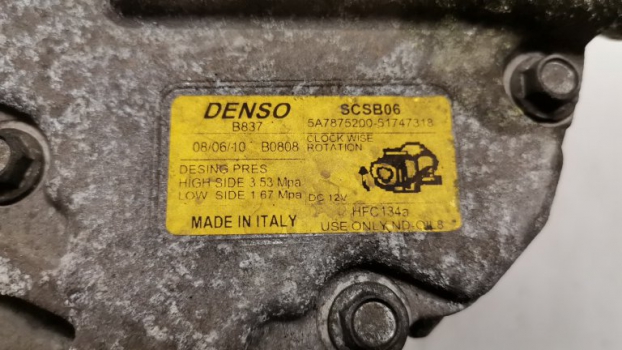 DENSO
B837
08/06/10 B0808
DESING PRES
HIGH SIDE 3.53 Mpa
LOW SIDE 1.67 Mpa
MADE IN ITALY
SCSB06
5A7875200-51747318
CLOCK WISE
ROTATION
DC 12V
HFC134a
USE ONLY ND-OIL8